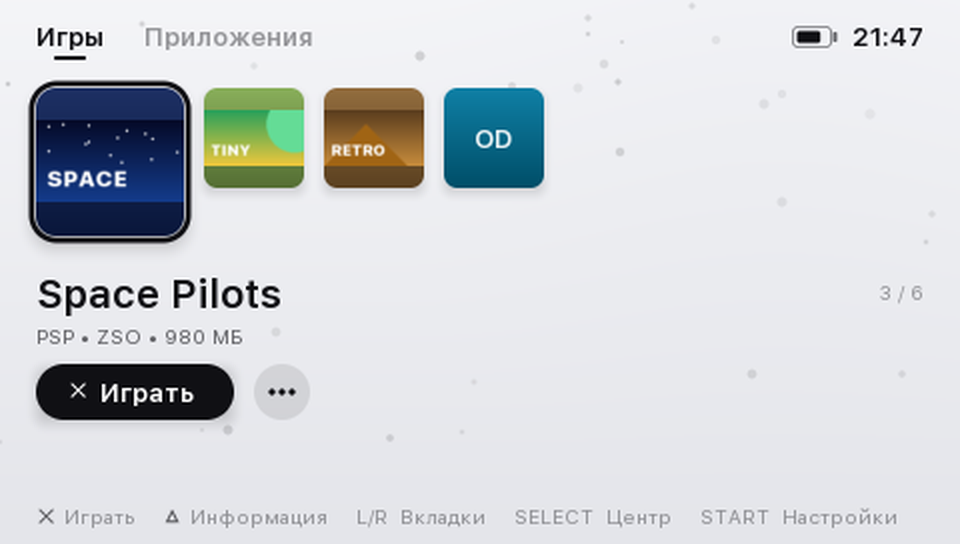 Игры Приложения 21:47
SPACE TINY RETRO OD
Space Pilots 3 / 6
PSP • ZSO • 980 МБ
× Играть •••
× Играть △ Информация L/R Вкладки SELECT Центр START Настройки